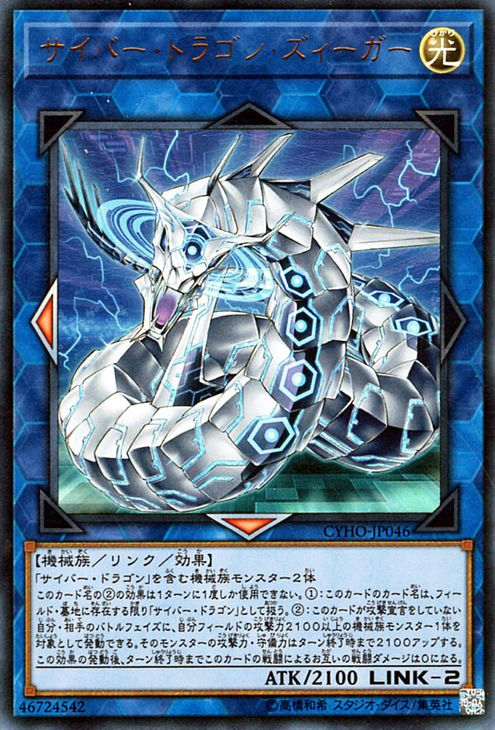 サイバー・ドラゴン・ズィーガー
光
CYHO-JP046
【機械族／リンク／効果】
「サイバー・ドラゴン」を含む機械族モンスター２体
このカード名の②の効果は１ターンに１度しか使用できない。①：このカードのカード名は、フィー
ルド・墓地に存在する限り「サイバー・ドラゴン」として扱う。②：このカードが攻撃宣言をしていない
自分・相手のバトルフェイズに、自分フィールドの攻撃力２１００以上の機械族モンスター１体を
対象として発動できる。そのモンスターの攻撃力・守備力はターン終了時まで２１００アップする。
この効果の発動後、ターン終了時までこのカードの戦闘によるお互いの戦闘ダメージは０になる。
ATK/2100 LINK-2
46724542 ©高橋和希 スタジオ・ダイス/集英社